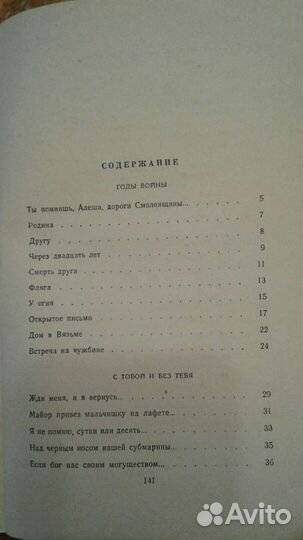 СОДЕРЖАНИЕ
ГОДЫ ВОЙНЫ
Ты помнишь, Алеша, дороги Смоленщины... 5
Родина 7
Другу 8
Через двадцать лет 9
Смерть друга 11
Фляга 13
У огня 15
Открытое письмо 17
Дом в Вязьме 22
Встреча на чужбине 24
С ТОБОЙ И БЕЗ ТЕБЯ
Жди меня, и я вернусь... 29
Майор привез мальчишку на лафете... 31
Я не помню, сутки или десять... 33
Над черным носом нашей субмарины... 35
Если бог нас своим могуществом... 36
141
Avito